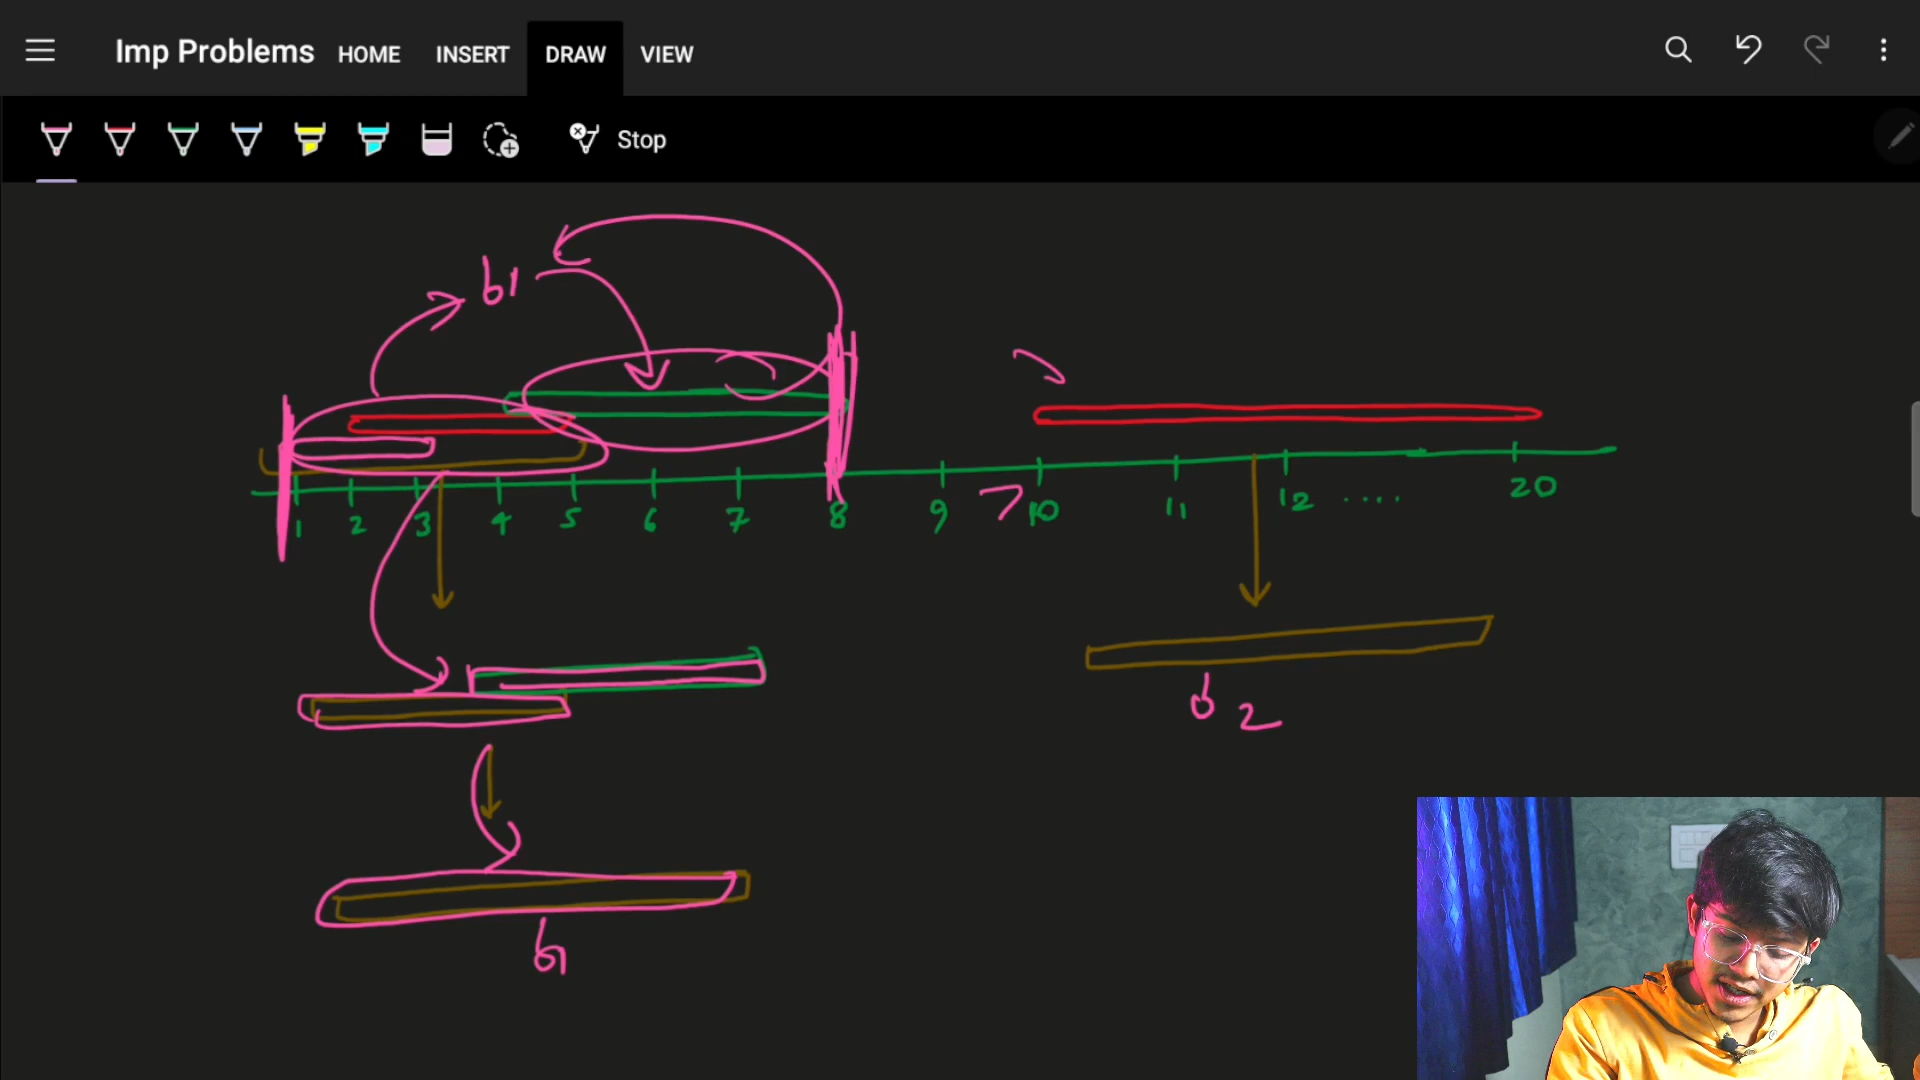 Imp Problems HOME INSERT DRAW VIEW
Stop
b1
1 2 3 4 5 6 7 8 9 10 11 12 .... 20
b2
b1